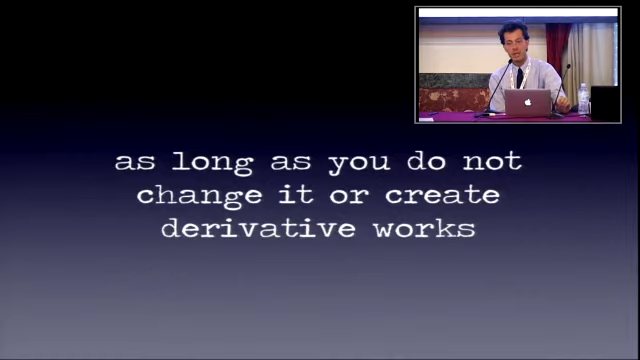 as long as you do not
change it or create
derivative works